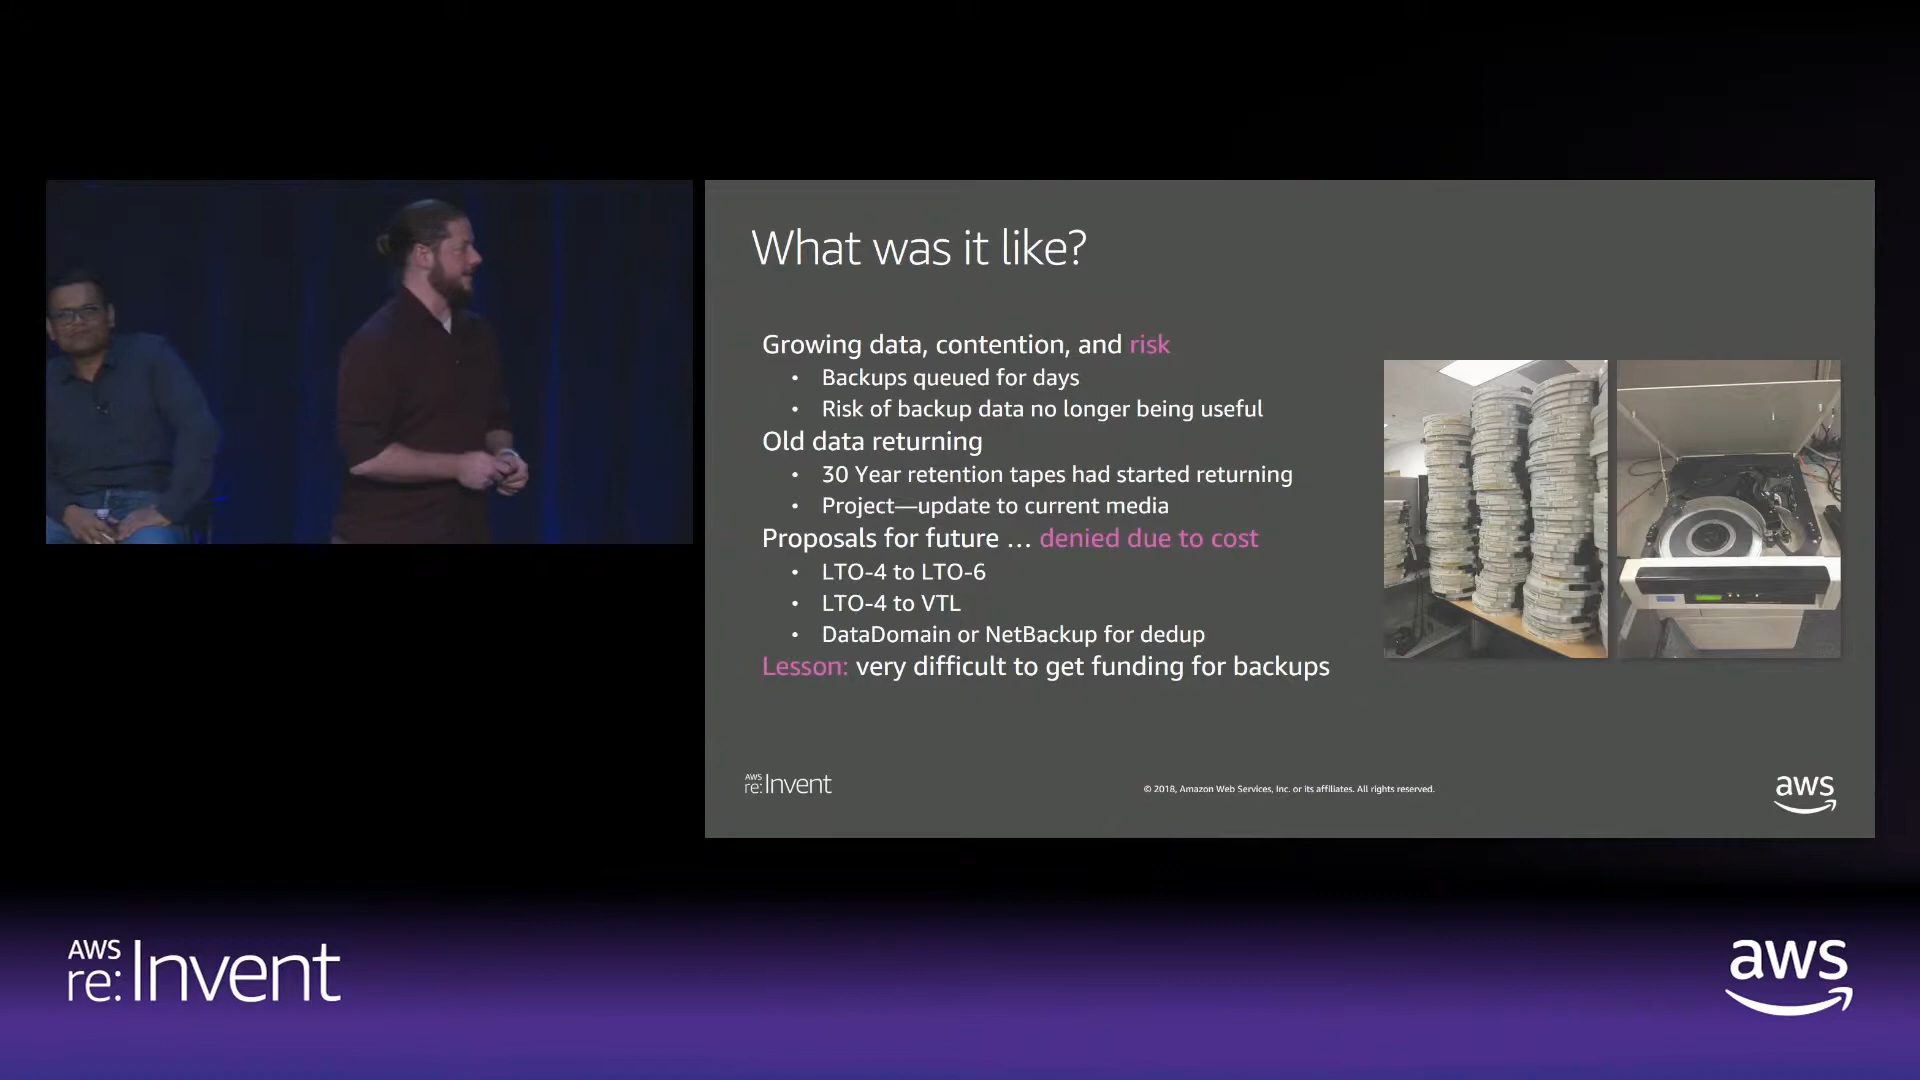 What was it like?
Growing data, contention, and risk
• Backups queued for days
• Risk of backup data no longer being useful
Old data returning
• 30 Year retention tapes had started returning
• Project—update to current media
Proposals for future … denied due to cost
• LTO-4 to LTO-6
• LTO-4 to VTL
• DataDomain or NetBackup for dedup
Lesson: very difficult to get funding for backups
AWS
re:Invent
© 2018, Amazon Web Services, Inc. or its affiliates. All rights reserved.
aws
AWS
re:Invent
aws